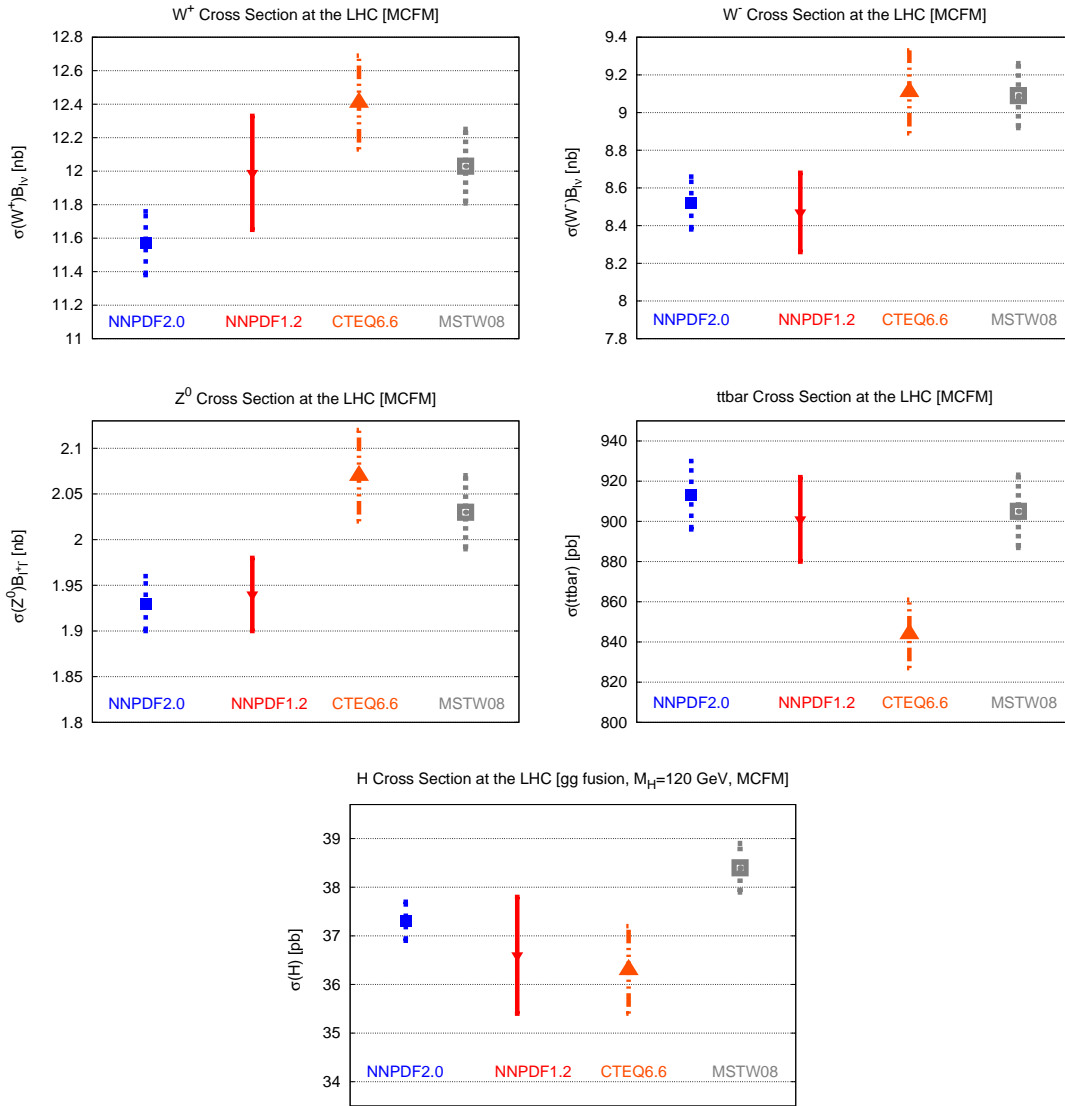 W+ Cross Section at the LHC [MCFM]
σ(W+)Blν [nb]
12.8
12.6
12.4
12.2
12
11.8
11.6
11.4
11.2
11
NNPDF2.0 NNPDF1.2 CTEQ6.6 MSTW08
W- Cross Section at the LHC [MCFM]
σ(W-)Blν [nb]
9.4
9.2
9
8.8
8.6
8.4
8.2
8
7.8
NNPDF2.0 NNPDF1.2 CTEQ6.6 MSTW08
Z0 Cross Section at the LHC [MCFM]
σ(Z0)Bl+l- [nb]
2.1
2.05
2
1.95
1.9
1.85
1.8
NNPDF2.0 NNPDF1.2 CTEQ6.6 MSTW08
ttbar Cross Section at the LHC [MCFM]
σ(ttbar) [pb]
940
920
900
880
860
840
820
800
NNPDF2.0 NNPDF1.2 CTEQ6.6 MSTW08
H Cross Section at the LHC [gg fusion, MH=120 GeV, MCFM]
σ(H) [pb]
39
38
37
36
35
34
NNPDF2.0 NNPDF1.2 CTEQ6.6 MSTW08